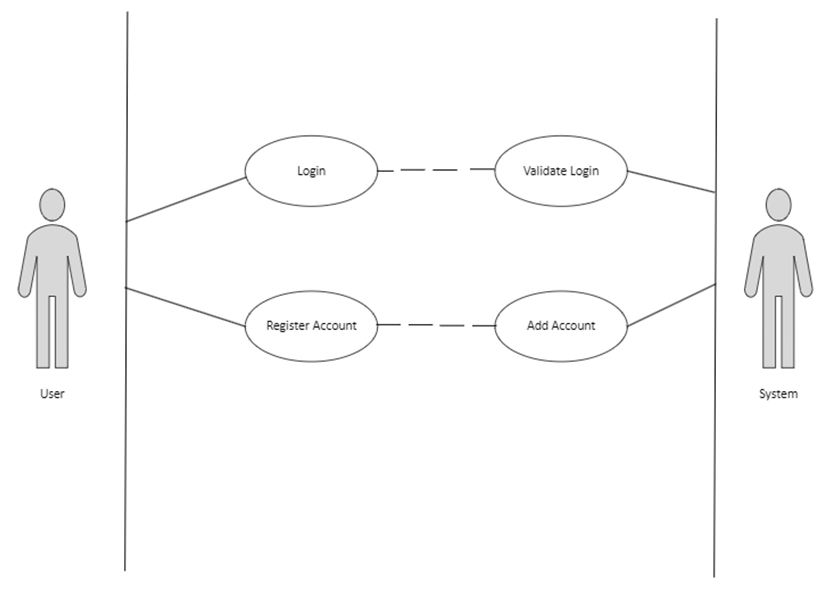 Login
Validate Login
Register Account
Add Account
User
System